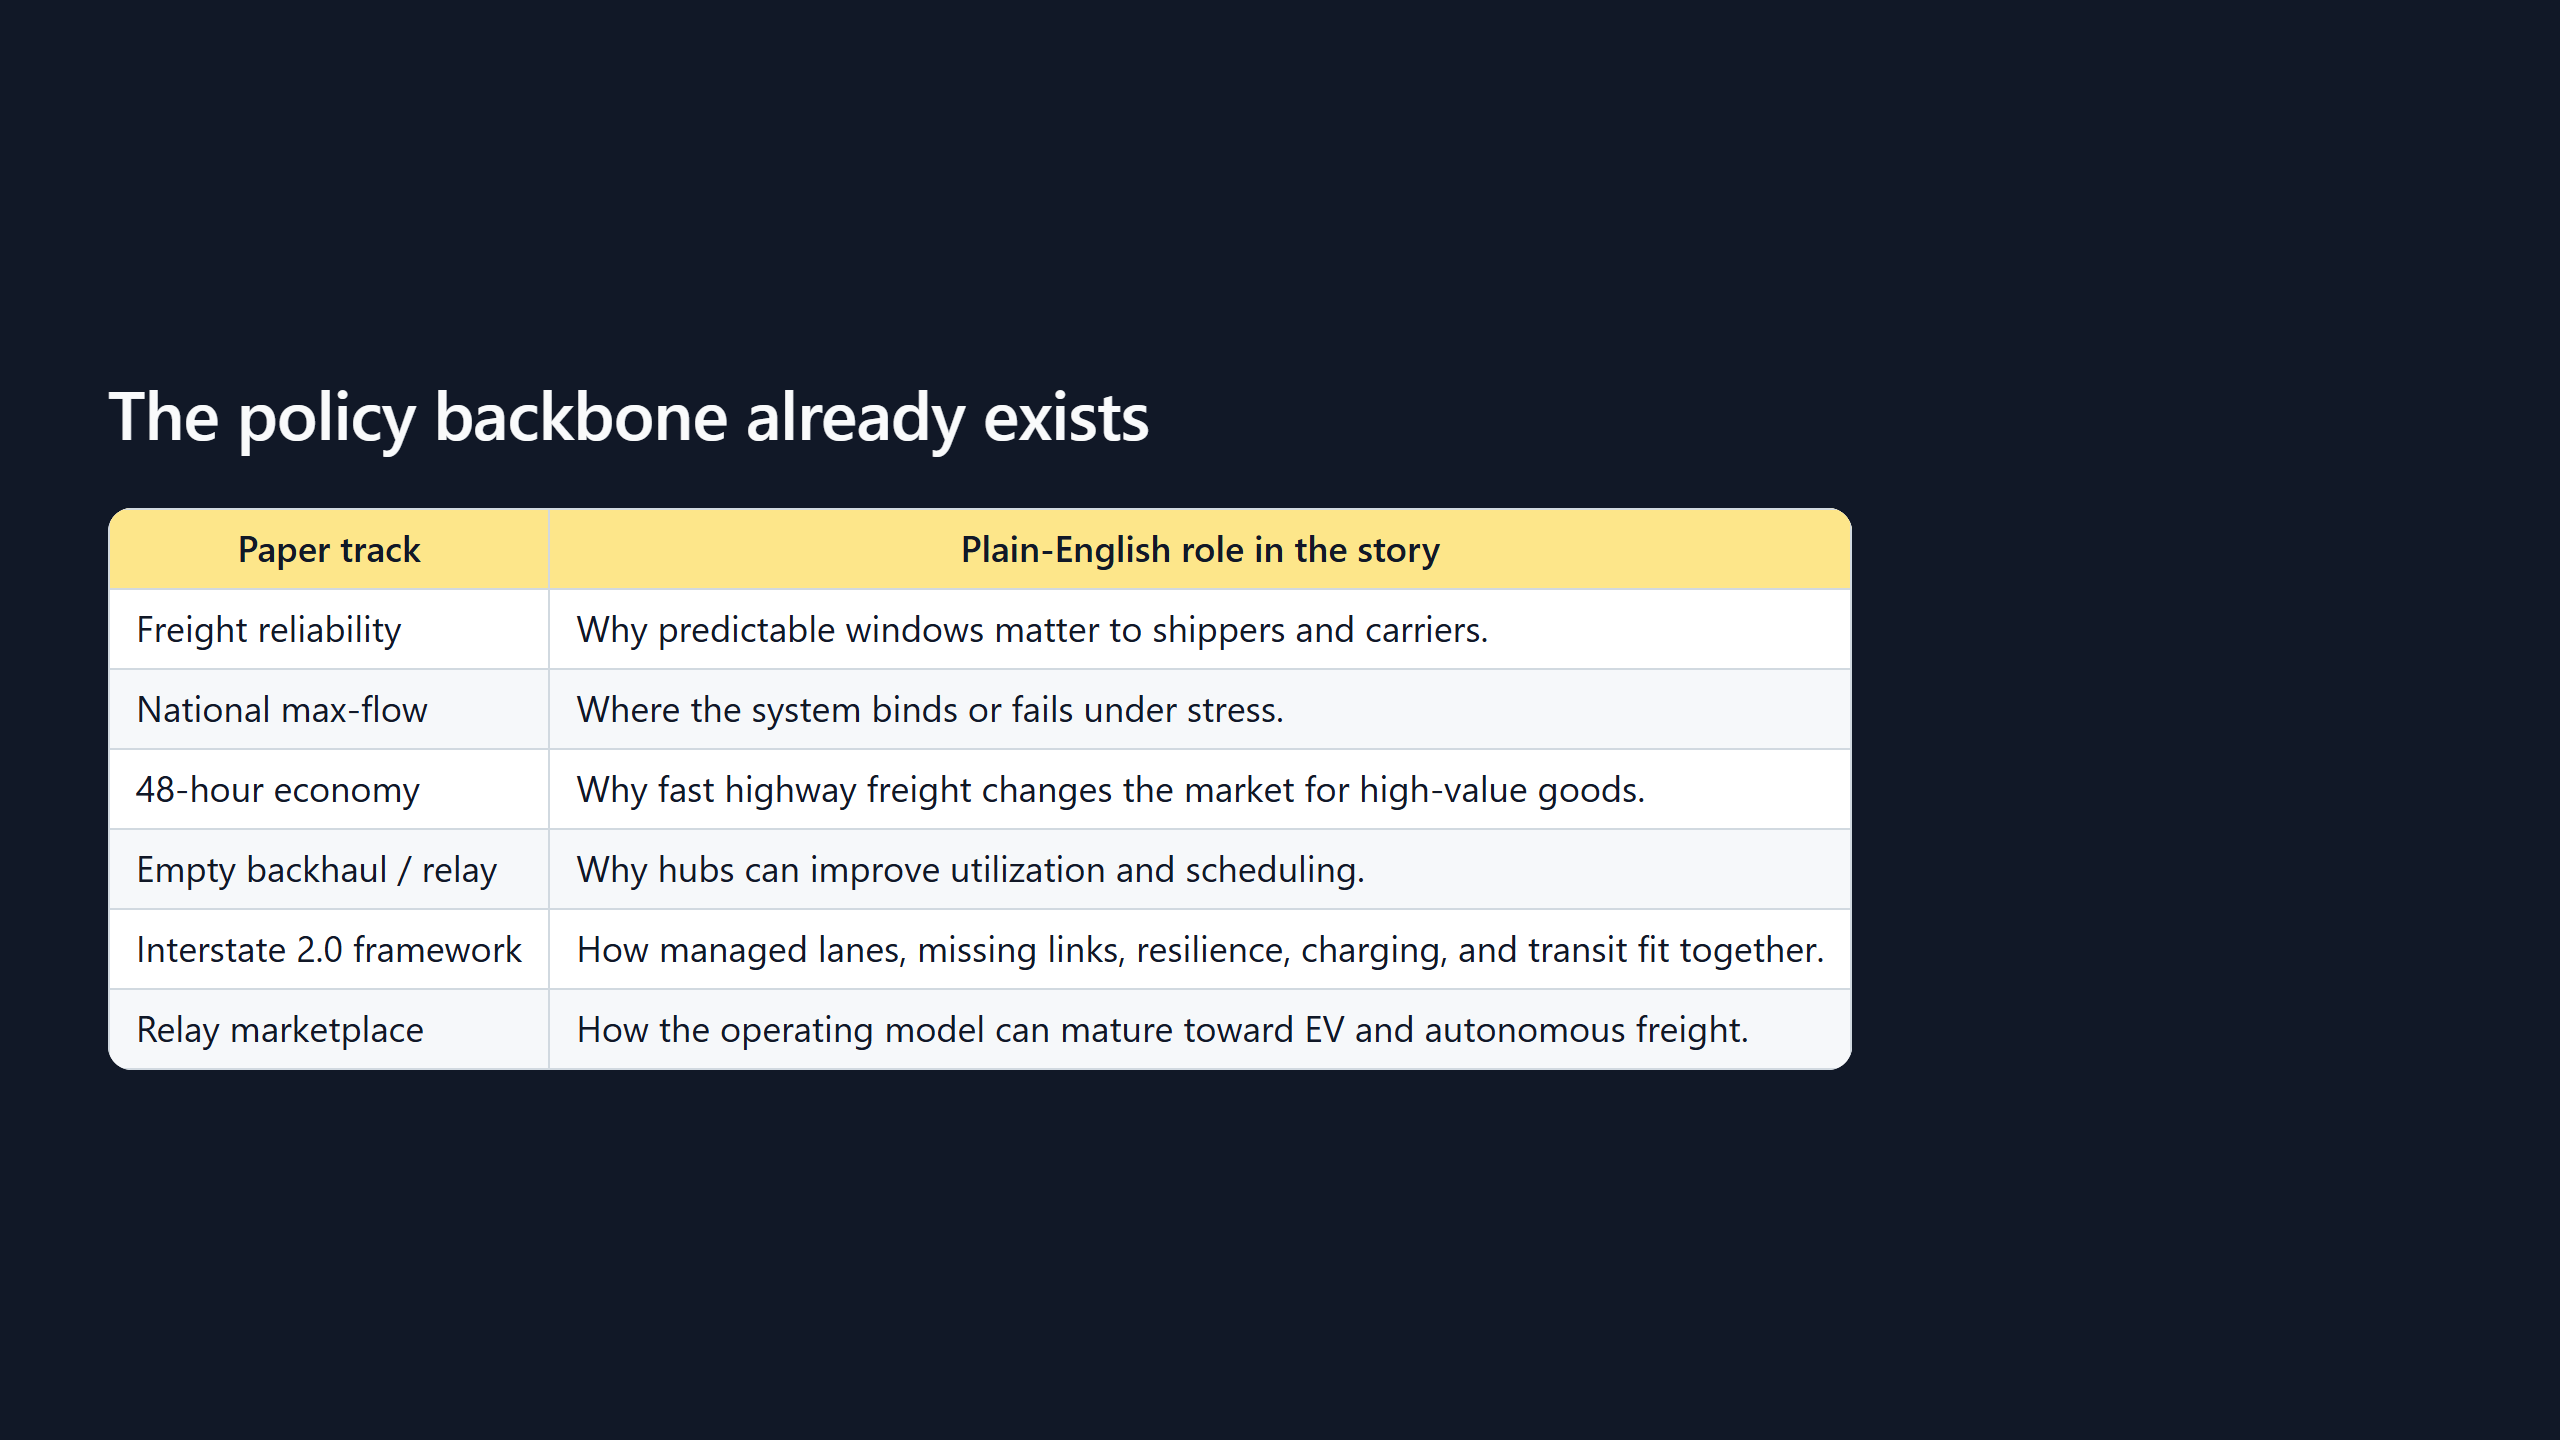 The policy backbone already exists
Paper track Plain-English role in the story
Freight reliability Why predictable windows matter to shippers and carriers.
National max-flow Where the system binds or fails under stress.
48-hour economy Why fast highway freight changes the market for high-value goods.
Empty backhaul / relay Why hubs can improve utilization and scheduling.
Interstate 2.0 framework How managed lanes, missing links, resilience, charging, and transit fit together.
Relay marketplace How the operating model can mature toward EV and autonomous freight.